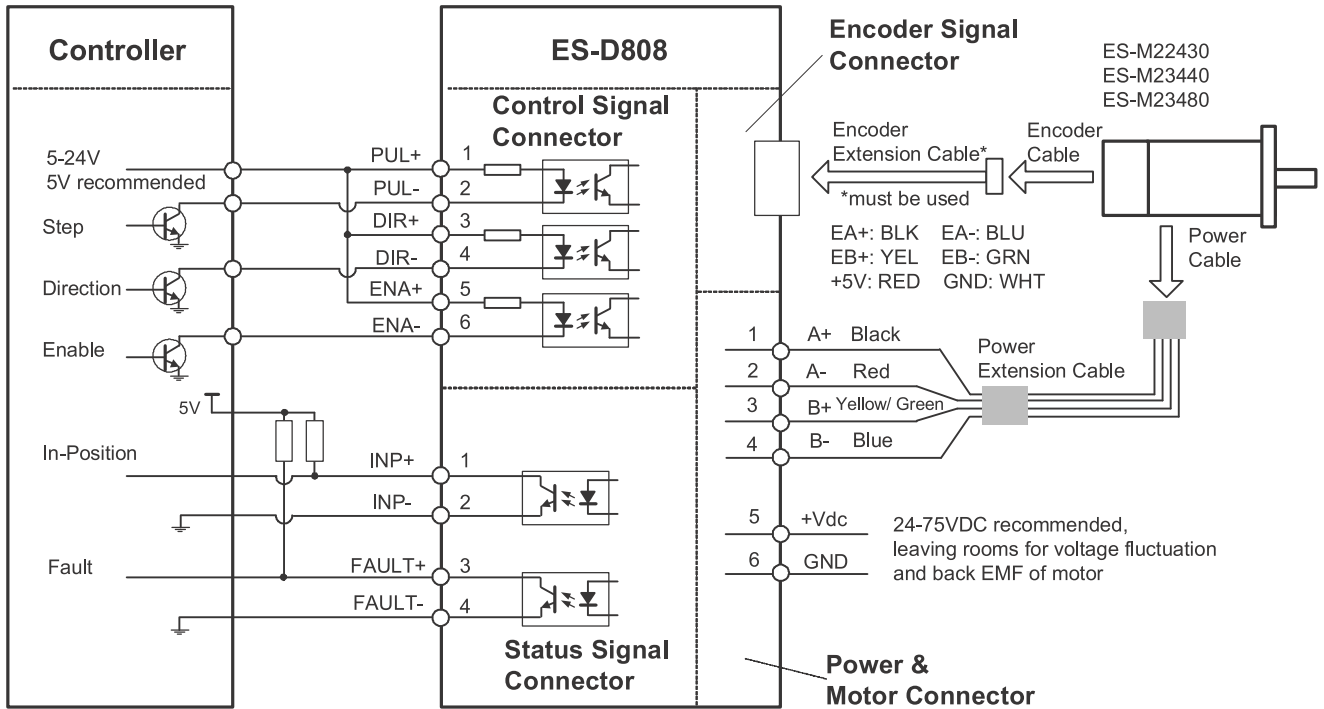 Controller
5-24V
5V recommended
Step
Direction
Enable
5V
In-Position
Fault
PUL+
PUL-
DIR+
DIR-
ENA+
ENA-
INP+
INP-
FAULT+
FAULT-
ES-D808
Control Signal
Connector
1
2
3
4
5
6
1
2
3
4
Status Signal
Connector
Encoder Signal
Connector
ES-M22430
ES-M23440
ES-M23480
Encoder
Extension Cable*
Encoder
Cable
*must be used
EA+: BLK EA-: BLU
EB+: YEL EB-: GRN
+5V: RED GND: WHT
Power
Cable
1 A+ Black
2 A- Red
3 B+ Yellow/ Green
4 B- Blue
Power
Extension Cable
5 +Vdc
6 GND
24-75VDC recommended,
leaving rooms for voltage fluctuation
and back EMF of motor
Power &
Motor Connector